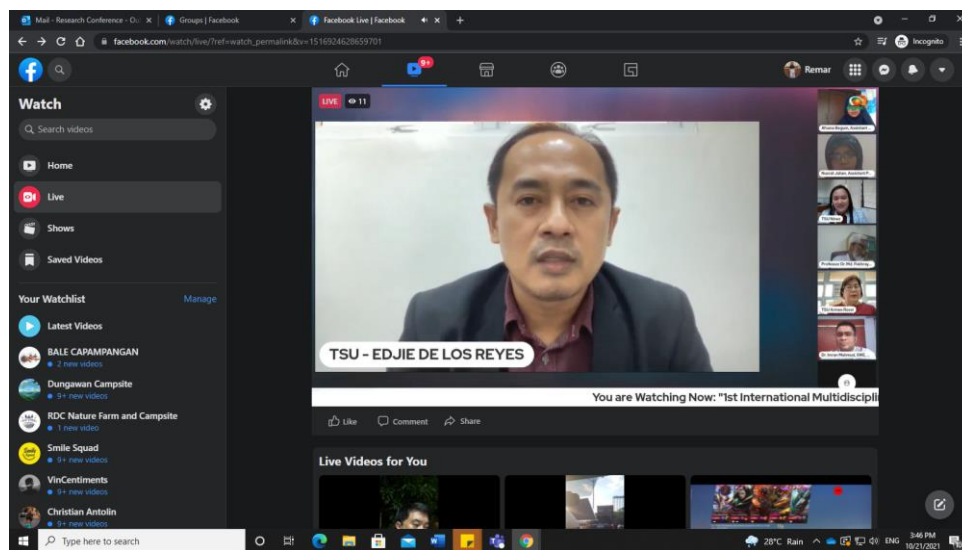 Mail - Research Conference - Ou
Groups | Facebook
Facebook Live | Facebook
facebook.com/watch/live/?ref=watch_permalink&v=1516924628659701
Incognito
9+
Remar
Watch
Search videos
Home
Live
Shows
Saved Videos
Your Watchlist
Manage
Latest Videos
BALE CAPAMPANGAN
2 new videos
Dungawan Campsite
9+ new videos
RDC Nature Farm and Campsite
1 new video
Smile Squad
9+ new videos
VinCentiments
9+ new videos
Christian Antolin
9+ new videos
LIVE
11
TSU - EDJIE DE LOS REYES
You are Watching Now: "1st International Multidiscipli
Like
Comment
Share
Live Videos for You
Type here to search
28°C Rain
ENG
3:46 PM
10/21/2021